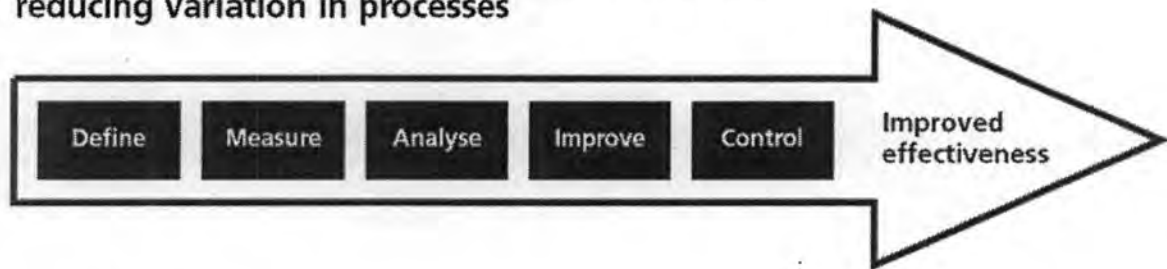 reducing variation in processes
Define Measure Analyse Improve Control
Improved
effectiveness